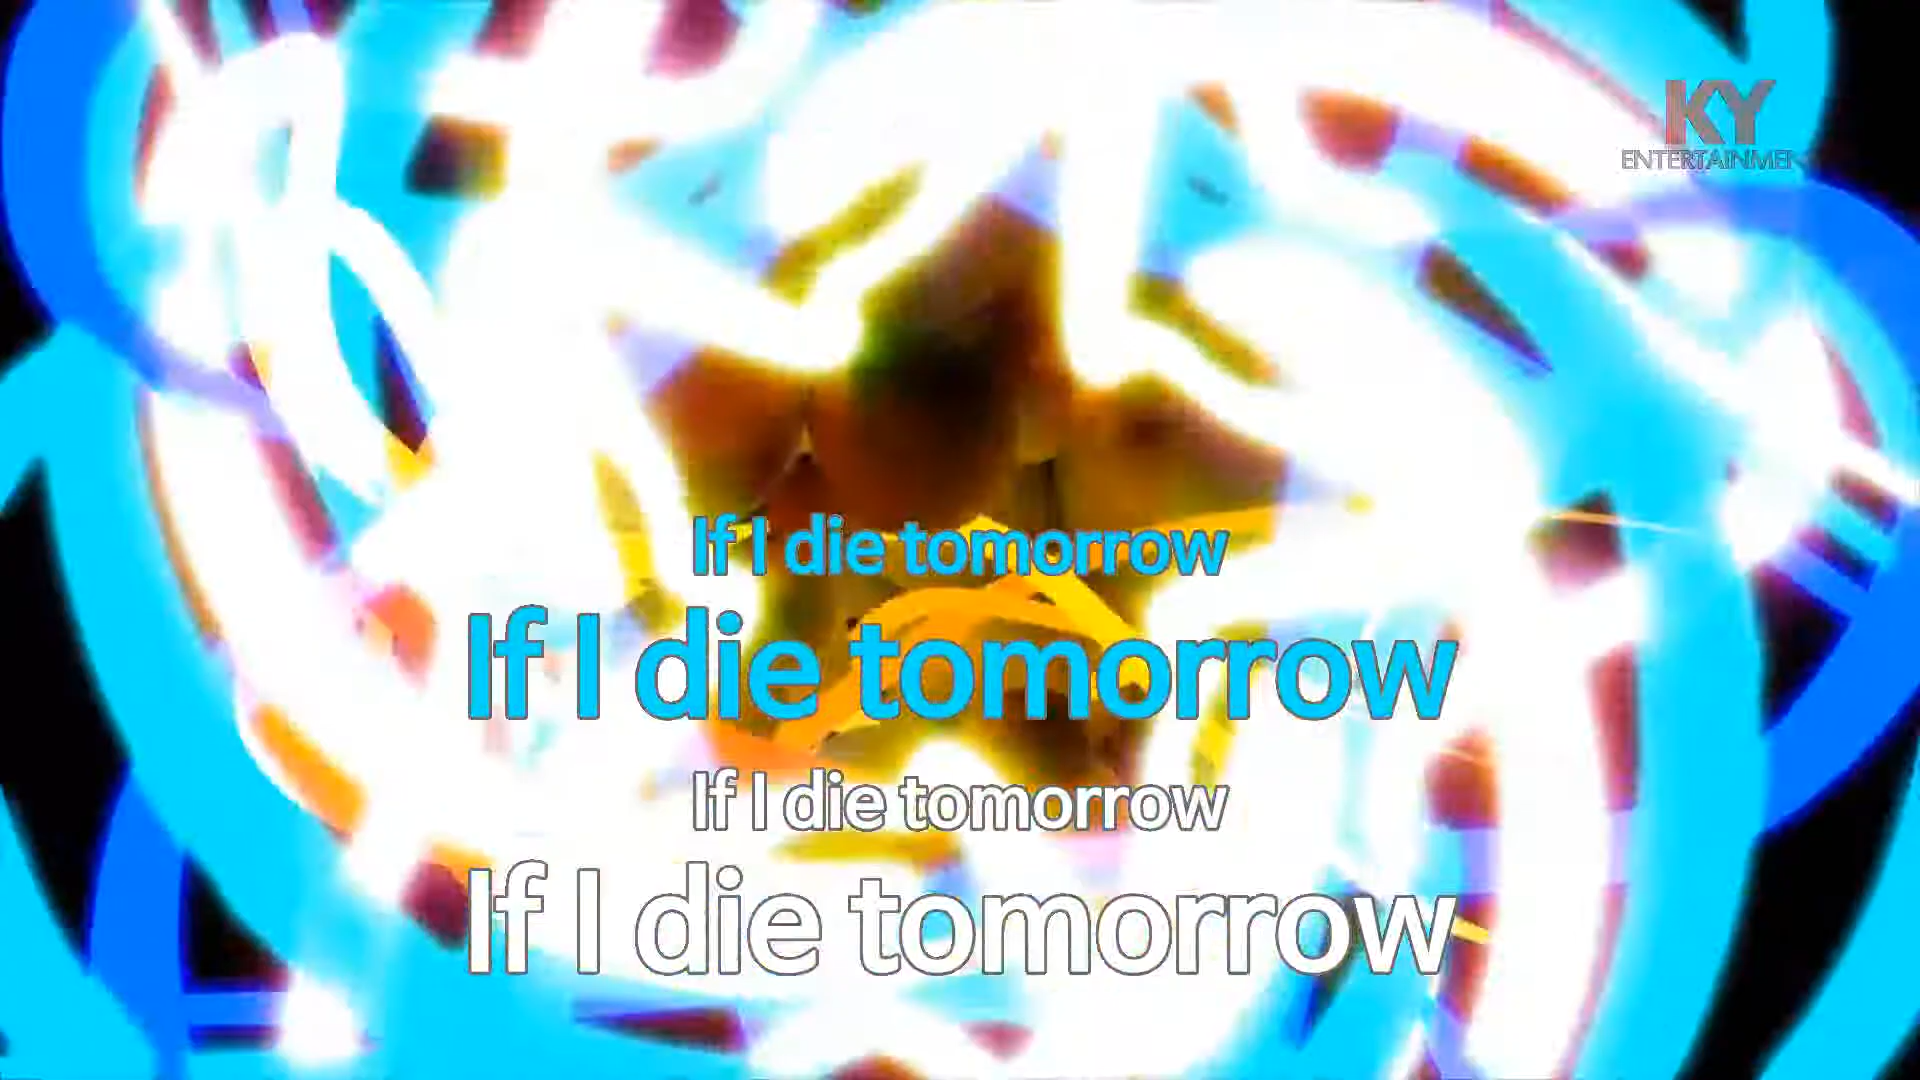 KY
ENTERTAINMEN
If I die tomorrow
If I die tomorrow
If I die tomorrow
If I die tomorrow